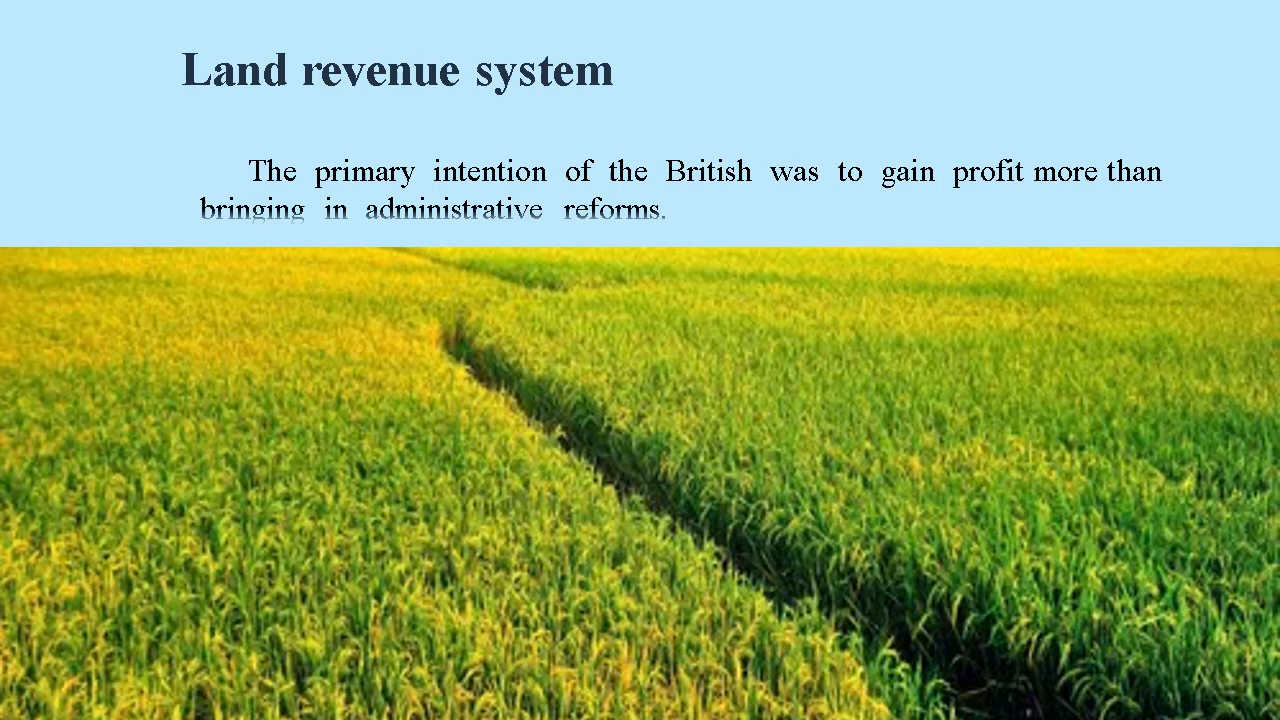 Land revenue system
The primary intention of the British was to gain profit more than
bringing in administrative reforms.